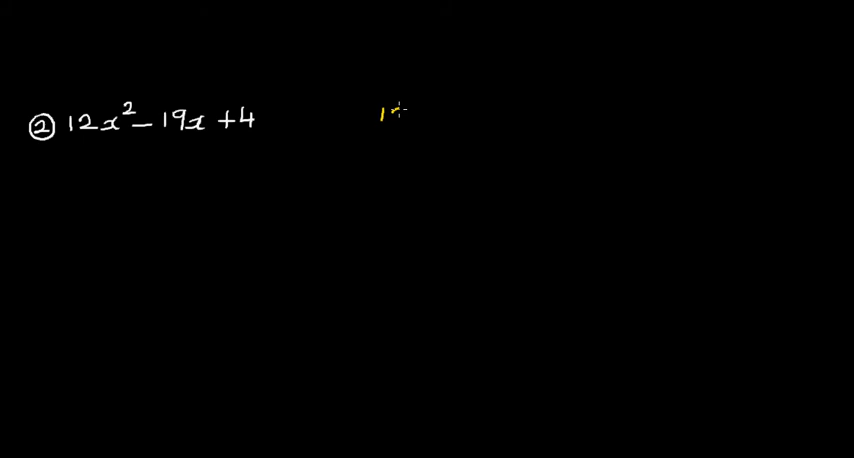 ② 12x² – 19x + 4